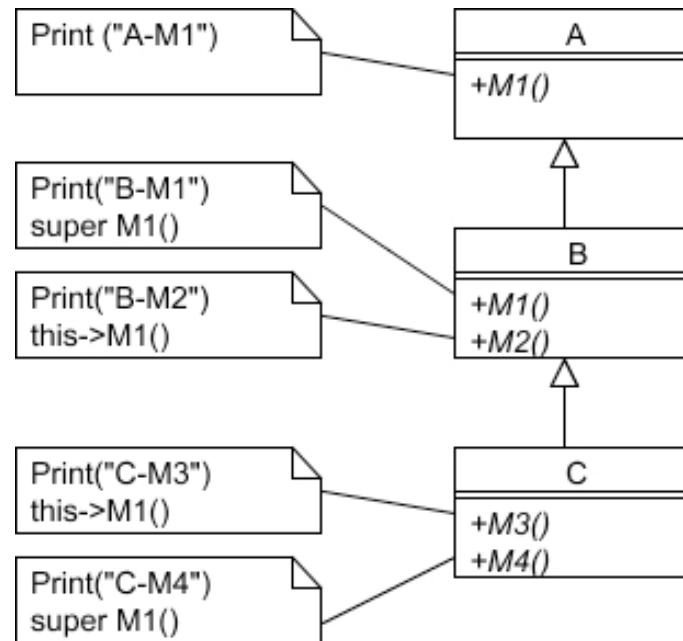 Print ("A-M1")
A
+M1()
Print("B-M1")
super M1()
B
Print("B-M2")
this->M1()
+M1()
+M2()
Print("C-M3")
this->M1()
C
+M3()
+M4()
Print("C-M4")
super M1()